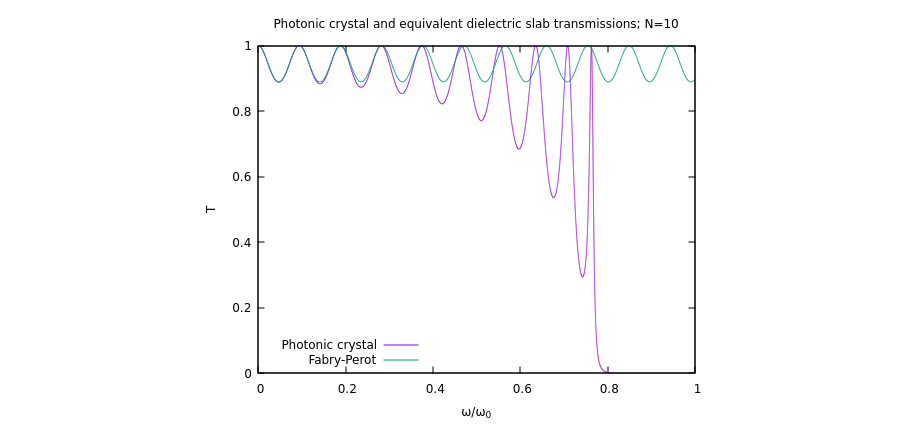 Photonic crystal and equivalent dielectric slab transmissions; N=10
1
0.8
0.6
T
0.4
0.2
0
Photonic crystal
Fabry-Perot
0 0.2 0.4 0.6 0.8 1
ω/ω₀